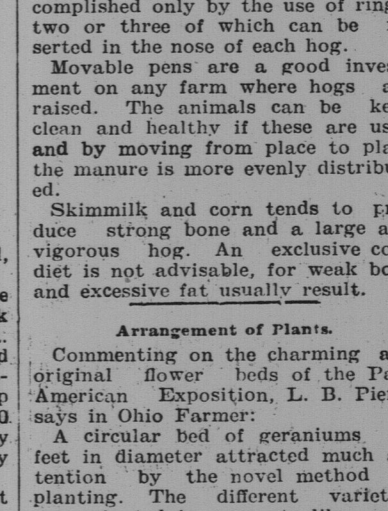 complished only by the use of ring
two or three of which can be
serted in the nose of each hog.
Movable pens are a good inve
ment on any farm where hogs a
raised. The animals can be ke
clean and healthy if these are us
and by moving from place to pla
the manure is more evenly distribu
ed.
Skimmilk and corn tends to pr
duce strong bone and a large a
vigorous hog. An exclusive co
diet is not advisable, for weak bo
and excessive fat usually result.
Arrangement of Plants.
Commenting on the charming a
original flower beds of the Pa
American Exposition, L. B. Pie
says in Ohio Farmer:
A circular bed of geraniums
feet in diameter attracted much
tention by the novel method
planting. The different variet